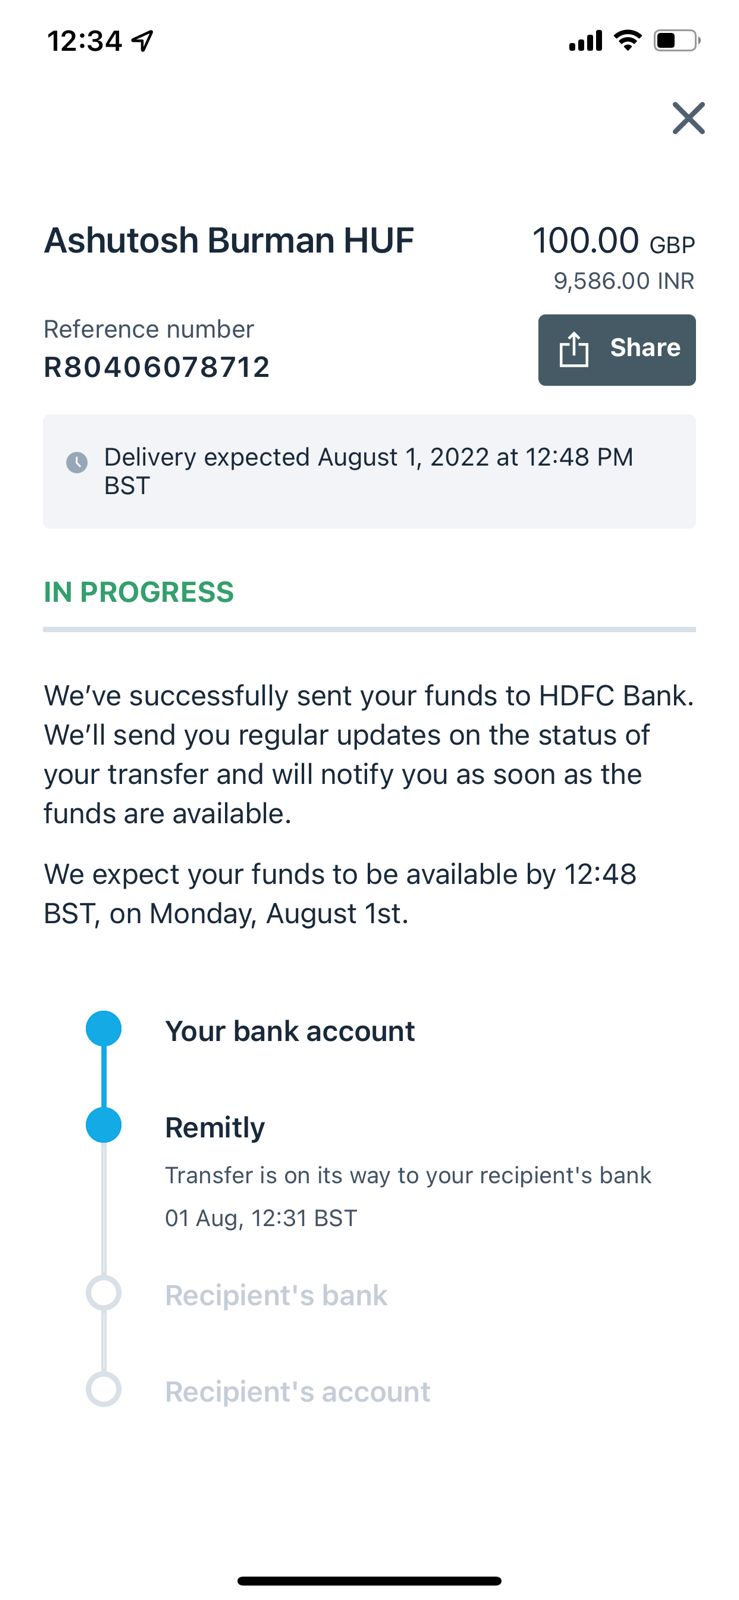 12:34
Ashutosh Burman HUF
100.00 GBP
9,586.00 INR
Reference number
R80406078712
Share
Delivery expected August 1, 2022 at 12:48 PM
BST
IN PROGRESS
We’ve successfully sent your funds to HDFC Bank.
We’ll send you regular updates on the status of
your transfer and will notify you as soon as the
funds are available.
We expect your funds to be available by 12:48
BST, on Monday, August 1st.
Your bank account
Remitly
Transfer is on its way to your recipient's bank
01 Aug, 12:31 BST
Recipient's bank
Recipient's account